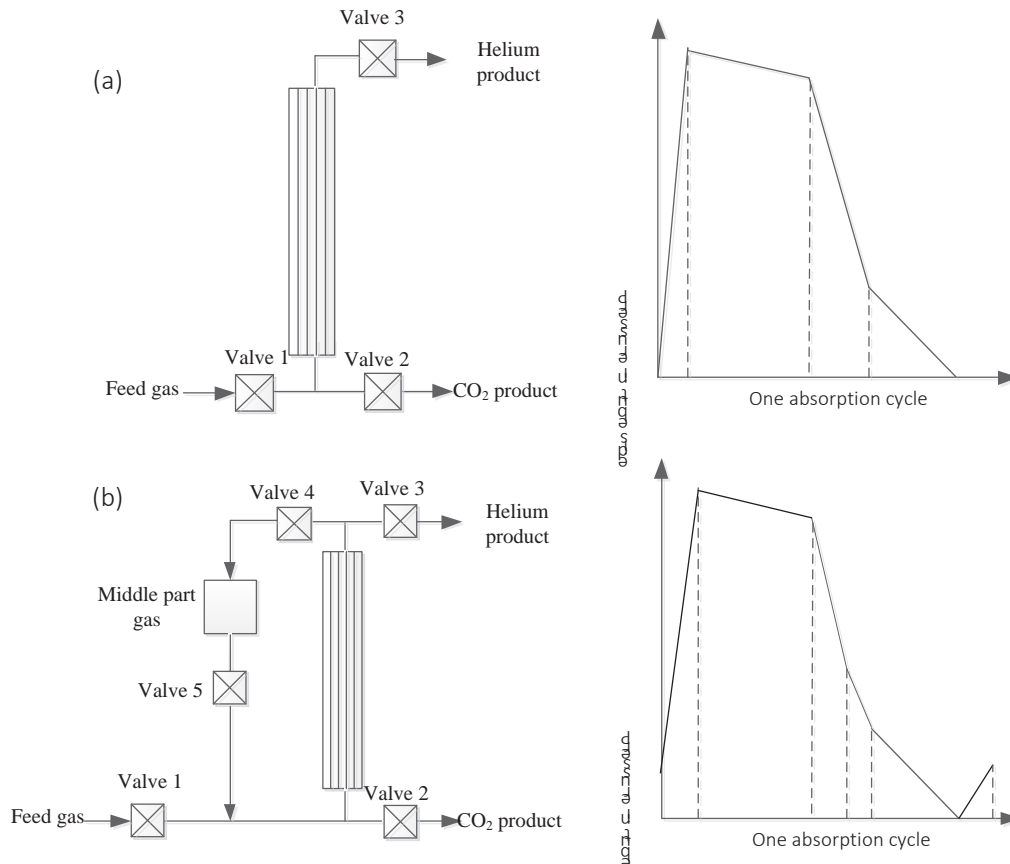 (a)
Valve 3
Helium
product
Valve 1
Valve 2
Feed gas
CO₂ product
One absorption cycle
(b)
Valve 4
Valve 3
Helium
product
Middle part
gas
Valve 5
Valve 1
Valve 2
Feed gas
CO₂ product
One absorption cycle